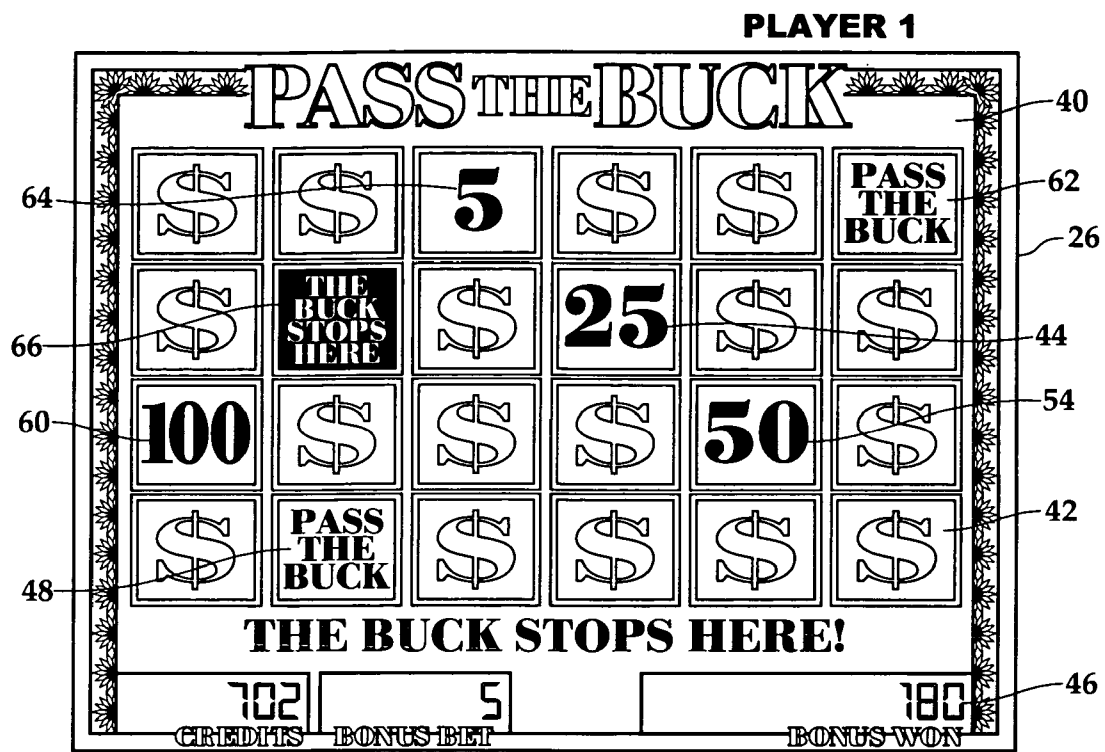 PLAYER 1
PASS THE BUCK
40
64
$ $ 5 $ $ PASS THE BUCK
62
26
66
$ THE BUCK STOPS HERE $ 25 $ $
44
60
100 $ $ $ 50 $
54
48
$ PASS THE BUCK $ $ $ $
42
THE BUCK STOPS HERE!
702 5 180
46
CREDITS BONUS BET BONUS WON